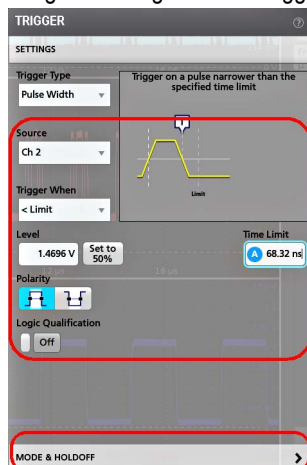 TRIGGER
SETTINGS
Trigger Type
Pulse Width
Trigger on a pulse narrower than the
specified time limit
Source
Ch 2
Limit
Trigger When
< Limit
Level
Time Limit
1.4696 V
Set to
50%
A 68.32 ns
Polarity
Logic Qualification
Off
MODE & HOLDOFF